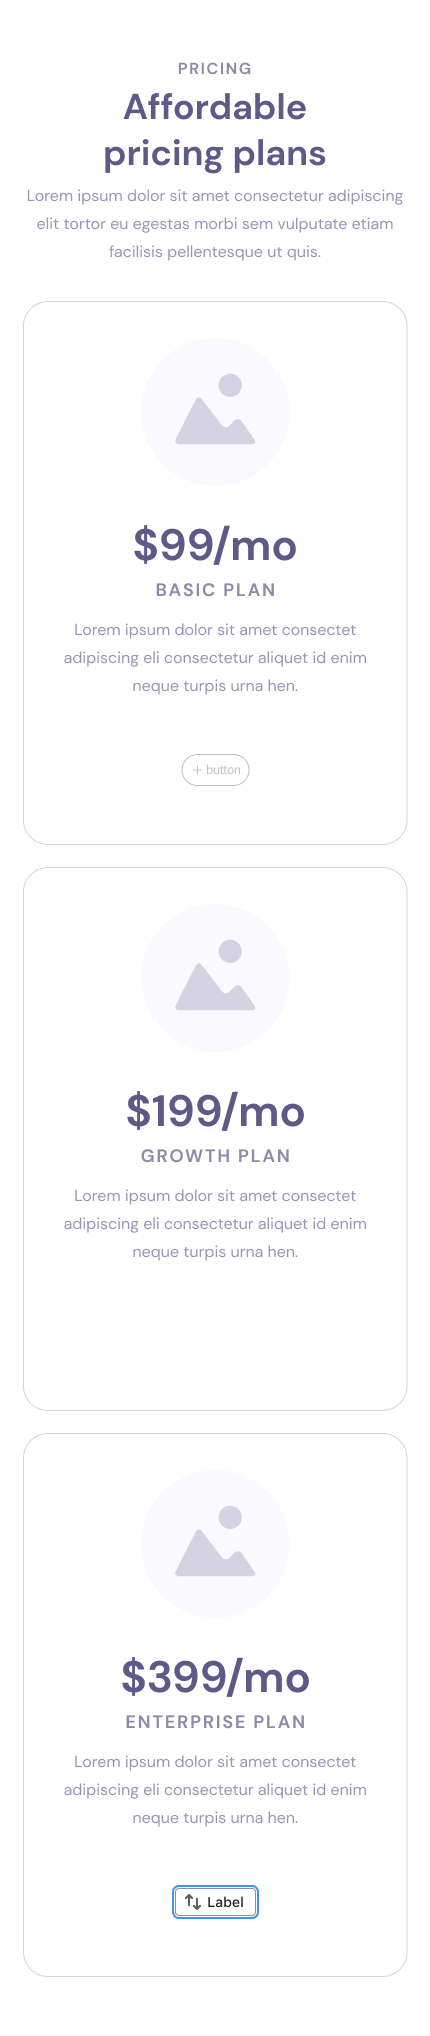 PRICING
Affordable
pricing plans
Lorem ipsum dolor sit amet consectetur adipiscing
elit tortor eu egestas morbi sem vulputate etiam
facilisis pellentesque ut quis.
$99/mo
BASIC PLAN
Lorem ipsum dolor sit amet consectet
adipiscing eli consectetur aliquet id enim
neque turpis urna hen.
button
$199/mo
GROWTH PLAN
Lorem ipsum dolor sit amet consectet
adipiscing eli consectetur aliquet id enim
neque turpis urna hen.
$399/mo
ENTERPRISE PLAN
Lorem ipsum dolor sit amet consectet
adipiscing eli consectetur aliquet id enim
neque turpis urna hen.
Label